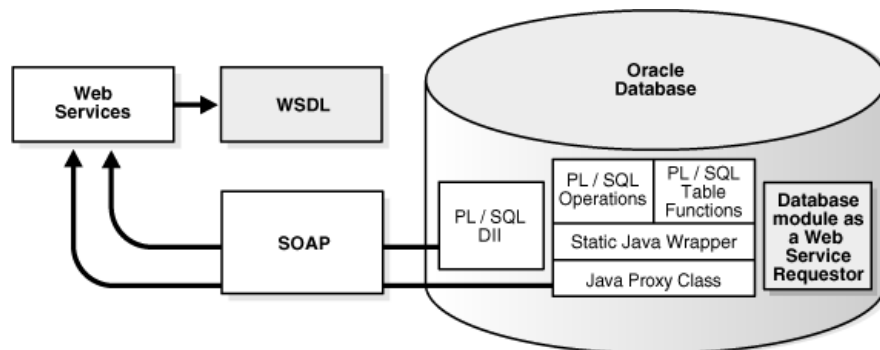 Oracle
Database
Web
Services
WSDL
SOAP
PL / SQL
DII
PL / SQL
Operations
PL / SQL
Table
Functions
Static Java Wrapper
Java Proxy Class
Database
module as
a Web
Service
Requestor